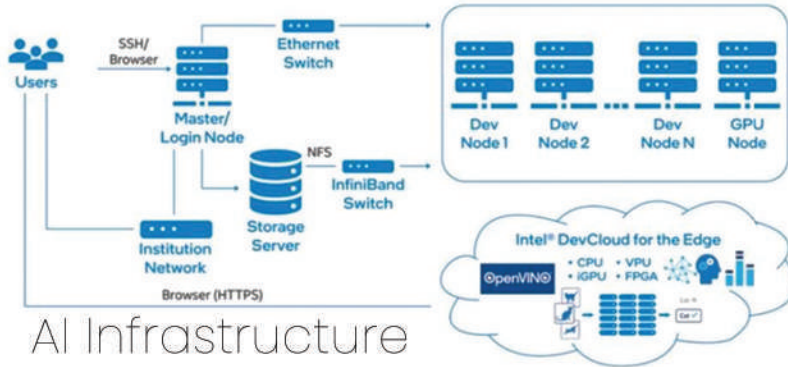 SSH/
Browser
Users
Ethernet
Switch
Master/
Login Node
NFS
InfiniBand
Switch
Storage
Server
Institution
Network
Browser (HTTPS)
Dev
Node 1
Dev
Node 2
Dev
Node N
GPU
Node
Intel® DevCloud for the Edge
OpenVINO
• CPU • VPU
• iGPU • FPGA
Cat ✓
AI Infrastructure